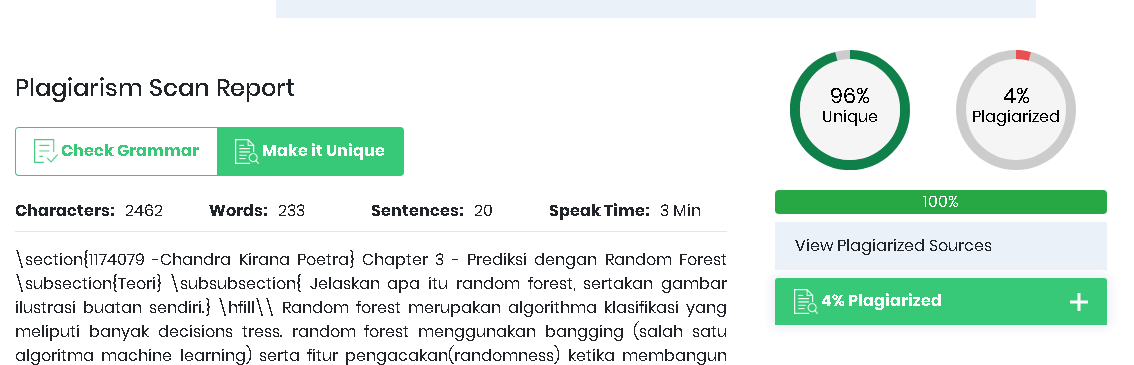 Plagiarism Scan Report
Check Grammar
Make it Unique
Characters: 2462 Words: 233 Sentences: 20 Speak Time: 3 Min
\section{1174079 -Chandra Kirana Poetra} Chapter 3 - Prediksi dengan Random Forest
\subsection{Teori} \subsubsection{ Jelaskan apa itu random forest, sertakan gambar
ilustrasi buatan sendiri.} \hfill\\ Random forest merupakan algorithma klasifikasi yang
meliputi banyak decisions tress. random forest menggunakan bangging (salah satu
algoritma machine learning) serta fitur pengacakan(randomness) ketika membangun
96%
Unique
4%
Plagiarized
100%
View Plagiarized Sources
4% Plagiarized